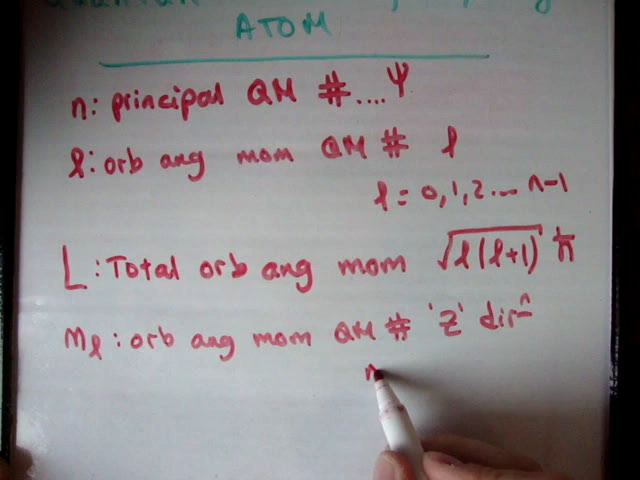 ATOM
n: principal QM # .... Ψ
l: orb ang mom QM # l
l = 0, 1, 2 ... n-1
L: Total orb ang mom √l(l+1) ħ
ml: orb ang mom QM # 'Z' dirⁿ